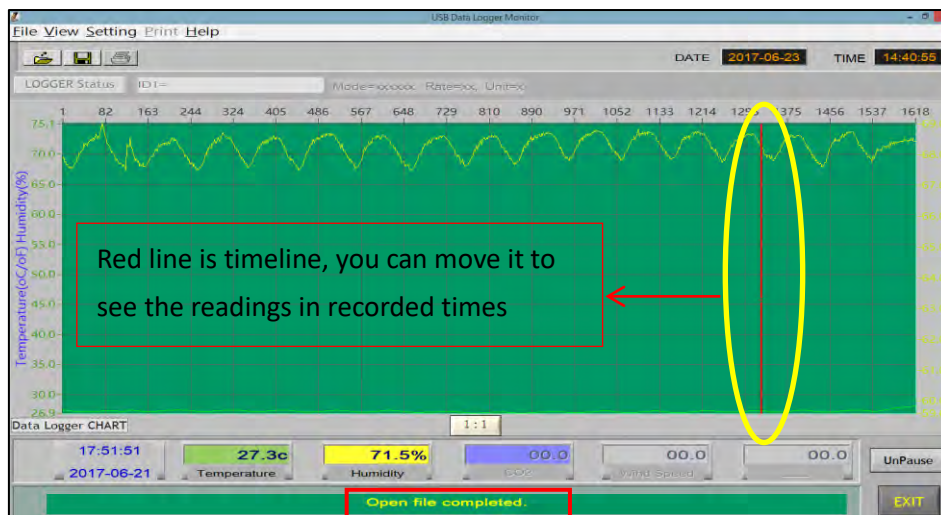 USB Data Logger Monitor
File View Setting Print Help
DATE 2017-06-23 TIME 14:40:55
LOGGER Status ID1= Mode=xxxxxx, Rate=xx, Unit=x
1 82 163 244 324 405 486 567 648 729 810 890 971 1052 1133 1214 1375 1456 1537 1618
75.1
70.0
65.0
60.0
55.0
50.0
45.0
40.0
35.0
30.0
26.9
Temperature(oC/oF) Humidity(%)
Red line is timeline, you can move it to
see the readings in recorded times
Data Logger CHART 1:1
17:51:51 27.3c 71.5% 00.0 00.0 00.0 UnPause
2017-06-21 Temperature Humidity CO2 Wind Speed
Open file completed. EXIT